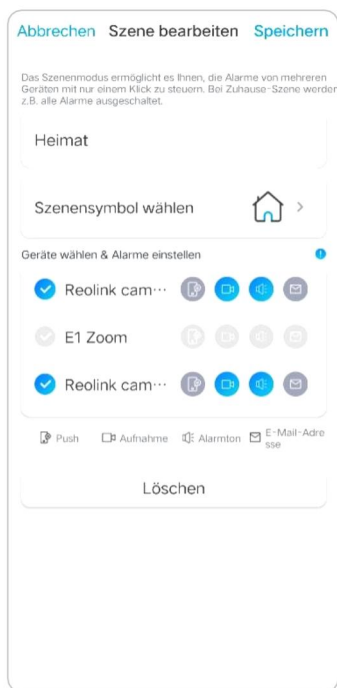 Abbrechen Szene bearbeiten Speichern
Das Szenenmodus ermöglicht es Ihnen, die Alarme von mehreren
Geräten mit nur einem Klick zu steuern. Bei Zuhause-Szene werden
z.B. alle Alarme ausgeschaltet.
Heimat
Szenensymbol wählen
Geräte wählen & Alarme einstellen
Reolink cam···
E1 Zoom
Reolink cam···
Push Aufnahme Alarmton E-Mail-Adre
sse
Löschen